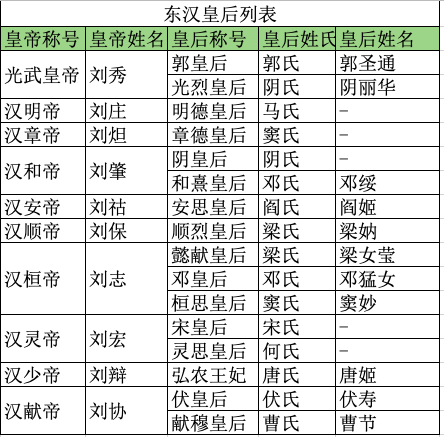 东汉皇后列表
皇帝称号 皇帝姓名 皇后称号 皇后姓氏 皇后姓名
光武皇帝 刘秀 郭皇后 郭氏 郭圣通
光烈皇后 阴氏 阴丽华
汉明帝 刘庄 明德皇后 马氏 –
汉章帝 刘炟 章德皇后 窦氏 –
汉和帝 刘肇 阴皇后 阴氏 –
和熹皇后 邓氏 邓绥
汉安帝 刘祜 安思皇后 阎氏 阎姬
汉顺帝 刘保 顺烈皇后 梁氏 梁妠
汉桓帝 刘志 懿献皇后 梁氏 梁女莹
邓皇后 邓氏 邓猛女
桓思皇后 窦氏 窦妙
汉灵帝 刘宏 宋皇后 宋氏 –
灵思皇后 何氏 –
汉少帝 刘辩 弘农王妃 唐氏 唐姬
汉献帝 刘协 伏皇后 伏氏 伏寿
献穆皇后 曹氏 曹节